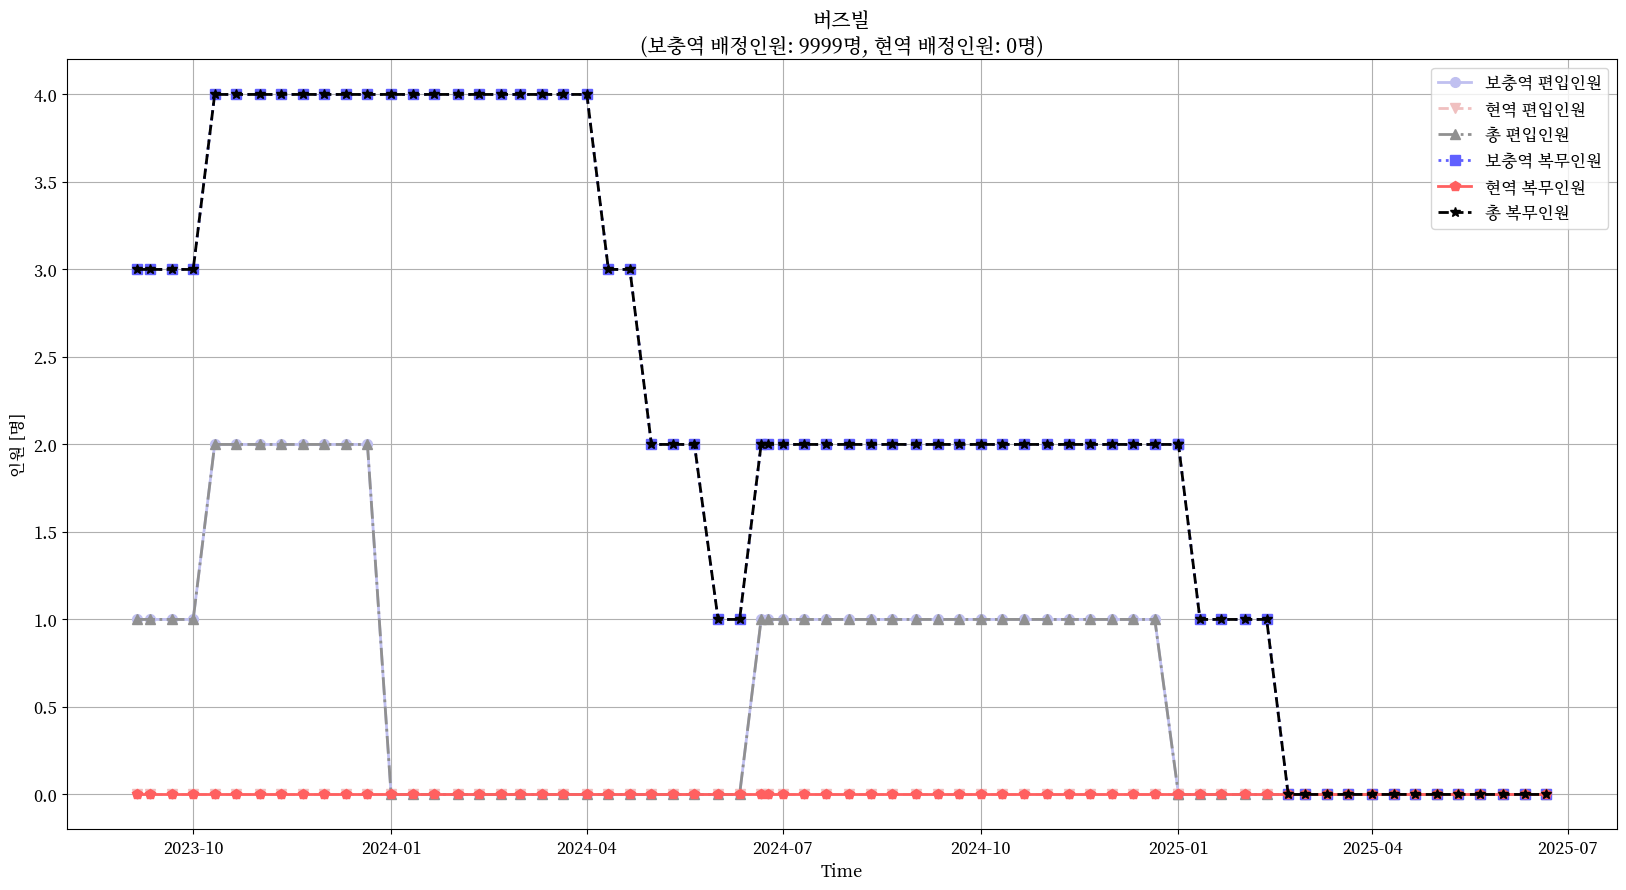 버즈빌
(보충역 배정인원: 9999명, 현역 배정인원: 0명)
보충역 편입인원
현역 편입인원
총 편입인원
보충역 복무인원
현역 복무인원
총 복무인원
4.0
3.5
3.0
2.5
2.0
1.5
1.0
0.5
0.0
인원 [명]
2023-10
2024-01
2024-04
2024-07
2024-10
2025-01
2025-04
2025-07
Time